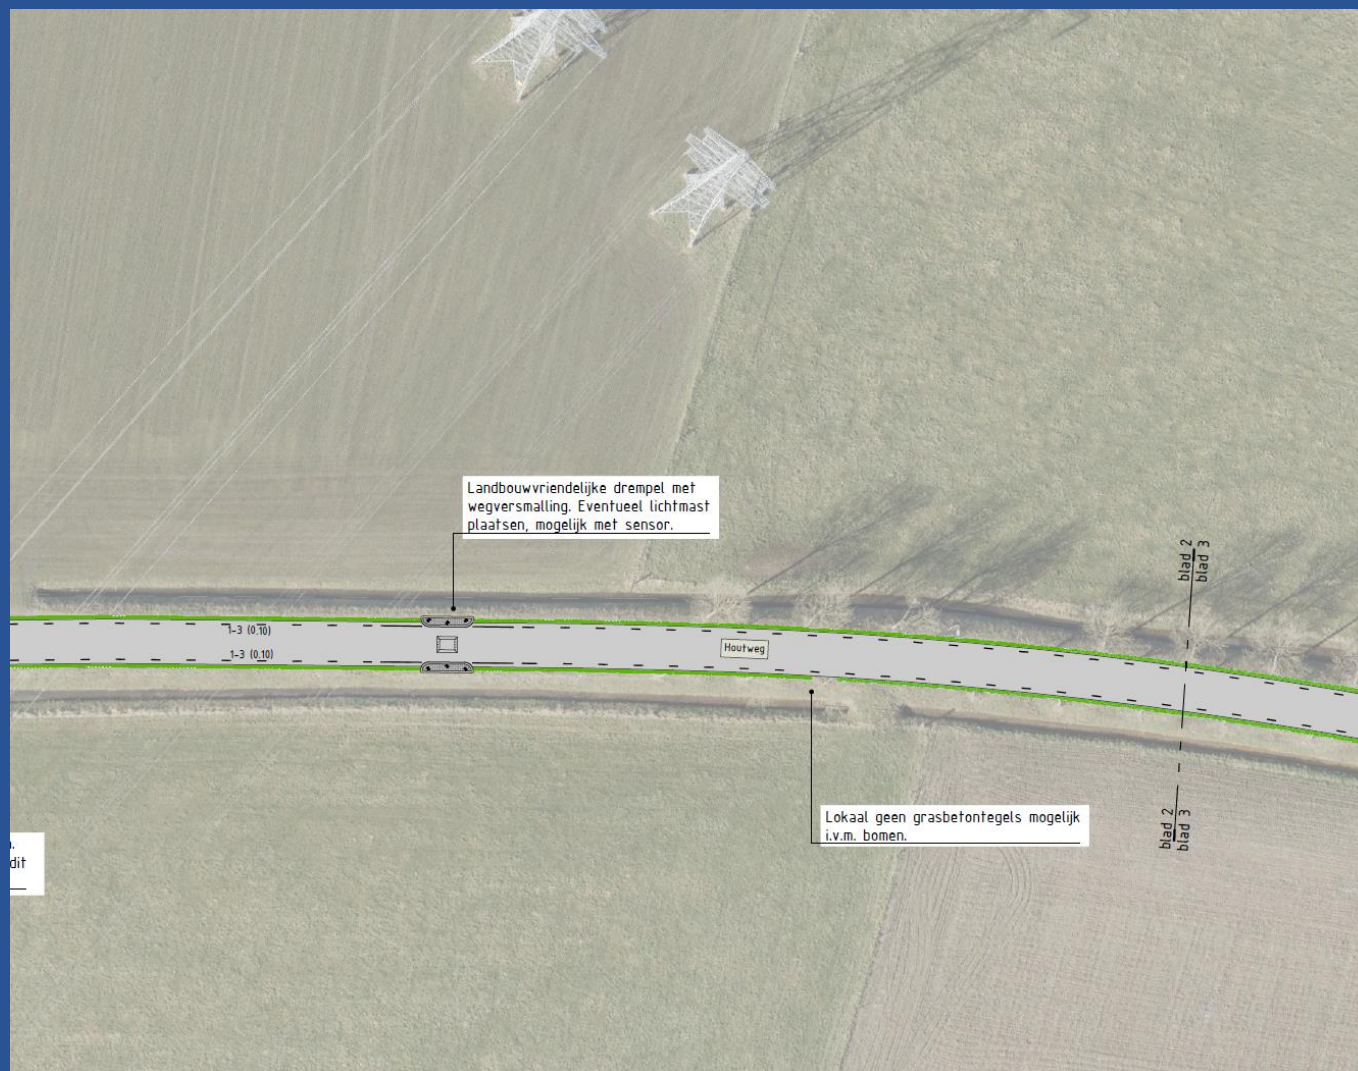 Landbouwvriendelijke drempel met
wegversmalling. Eventueel lichtmast
plaatsen, mogelijk met sensor.
blad 2
blad 3
1-3 (0.10)
1-3 (0.10)
Houtweg
Lokaal geen grasbetontegels mogelijk
i.v.m. bomen.
blad 2
blad 3
dit